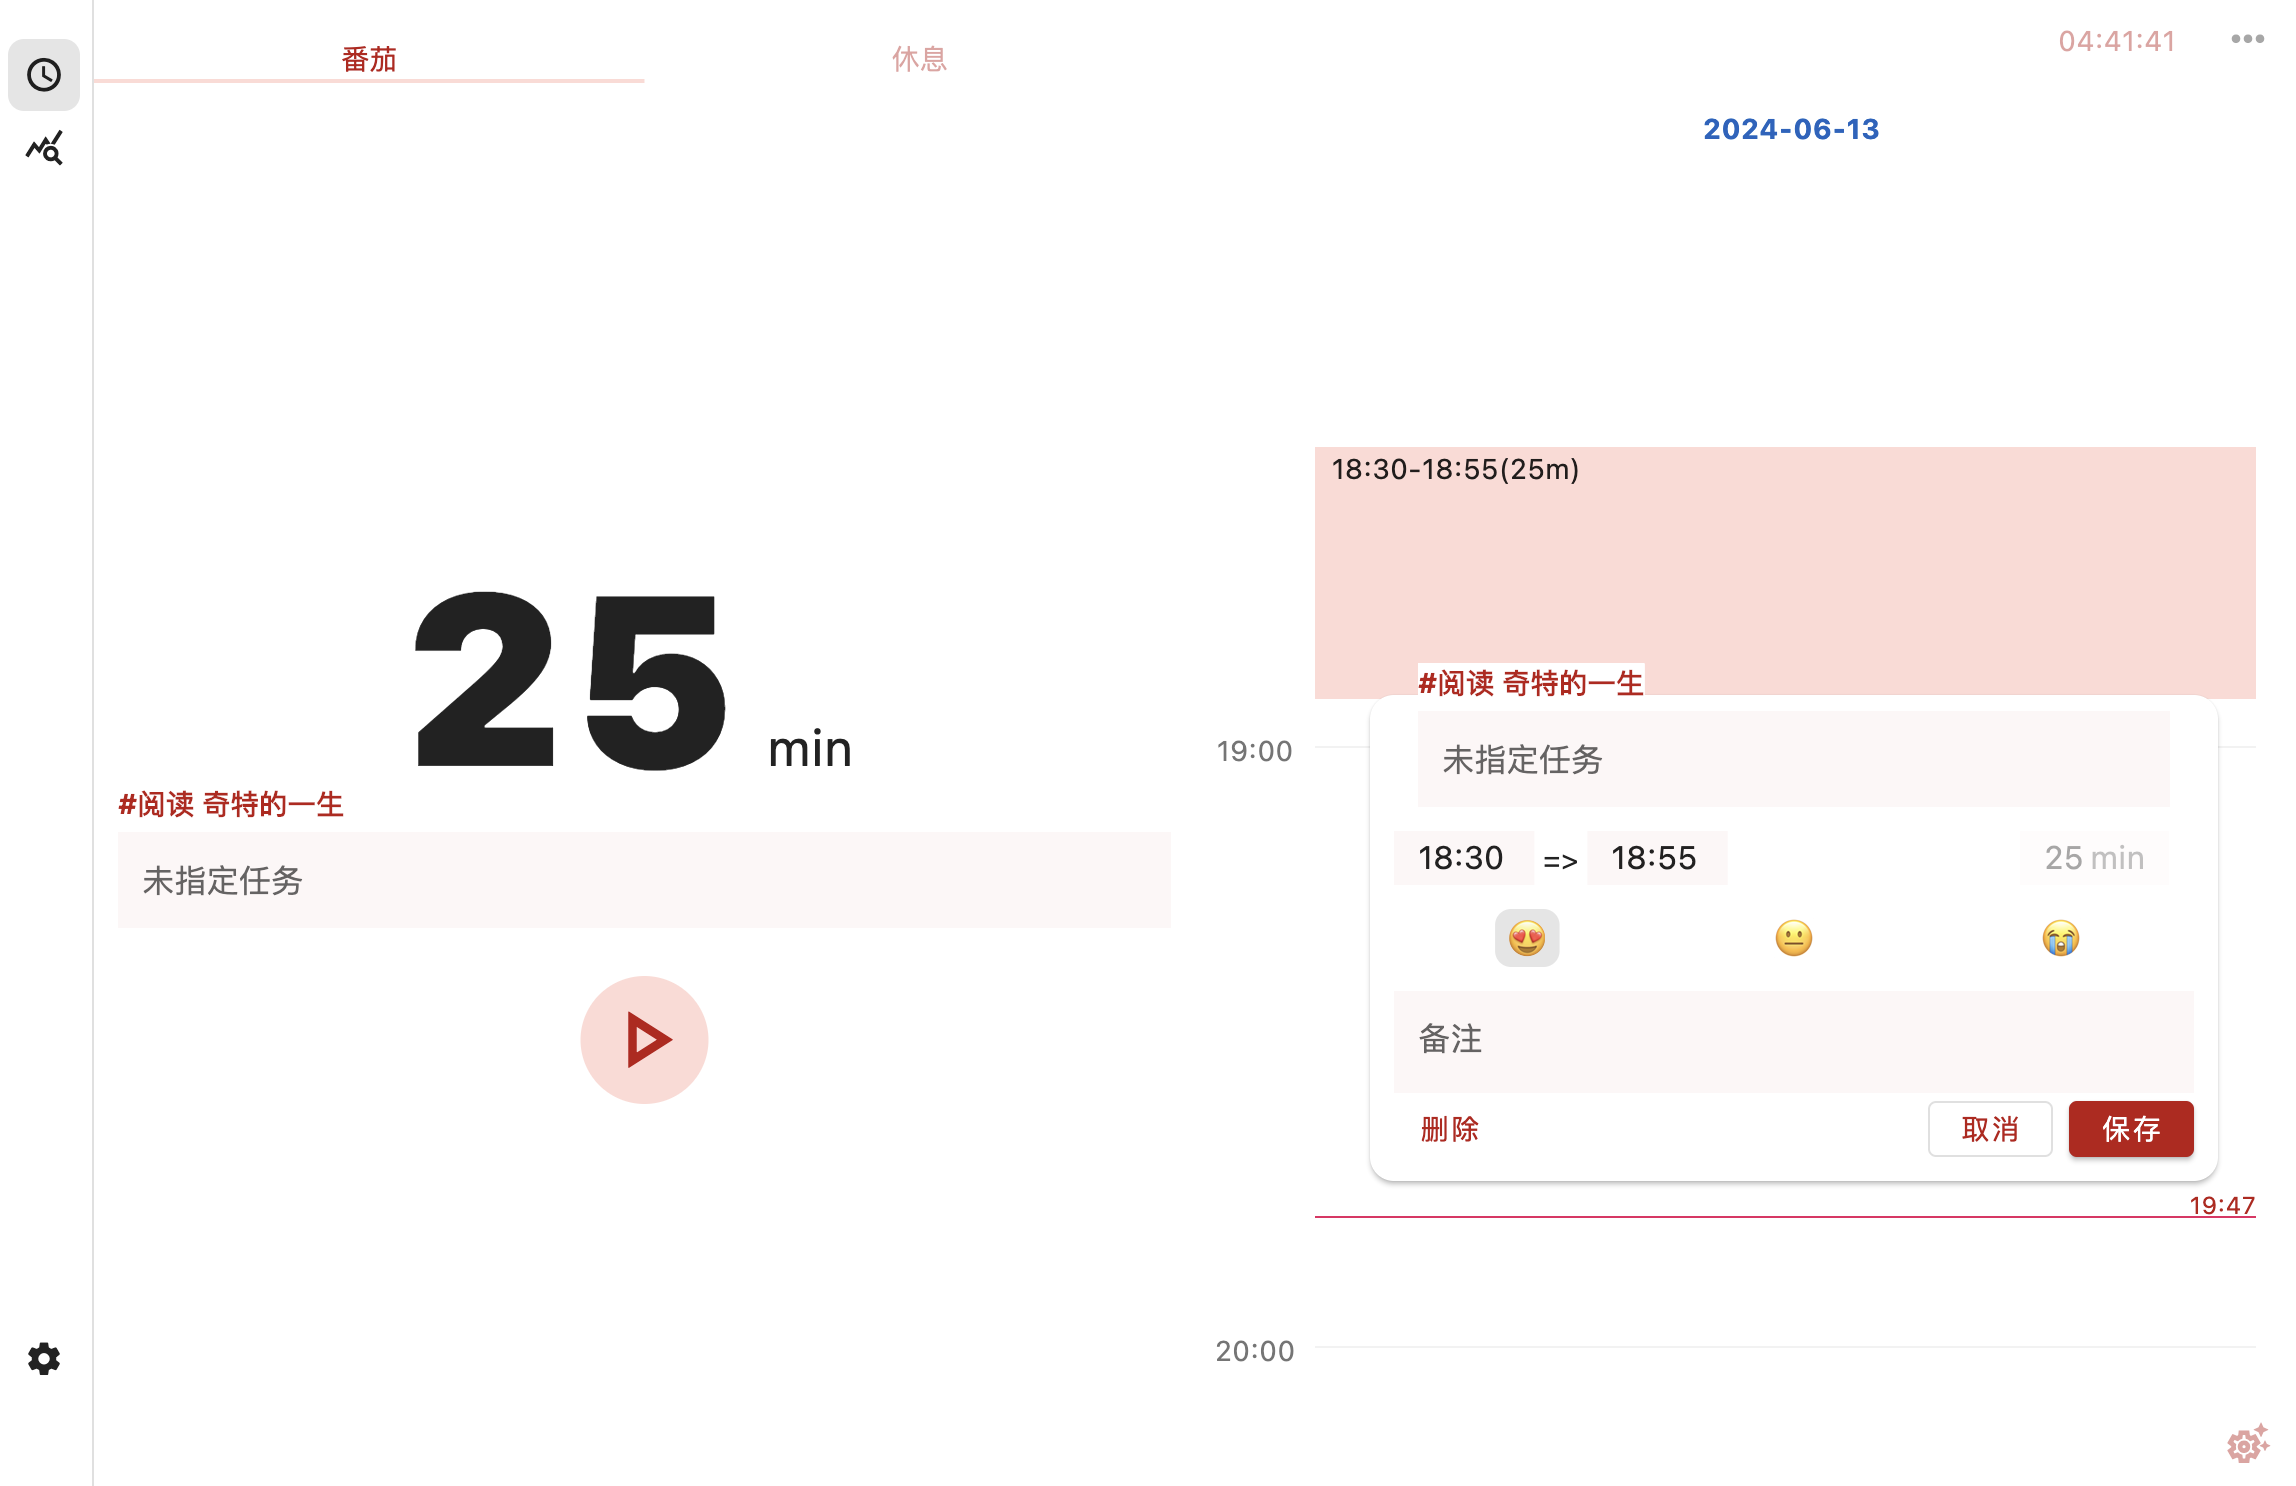 番茄
休息
25 min
#阅读 奇特的一生
未指定任务
04:41:41
2024-06-13
18:30-18:55(25m)
19:00
#阅读 奇特的一生
未指定任务
18:30 => 18:55 25 min
备注
删除 取消 保存
19:47
20:00